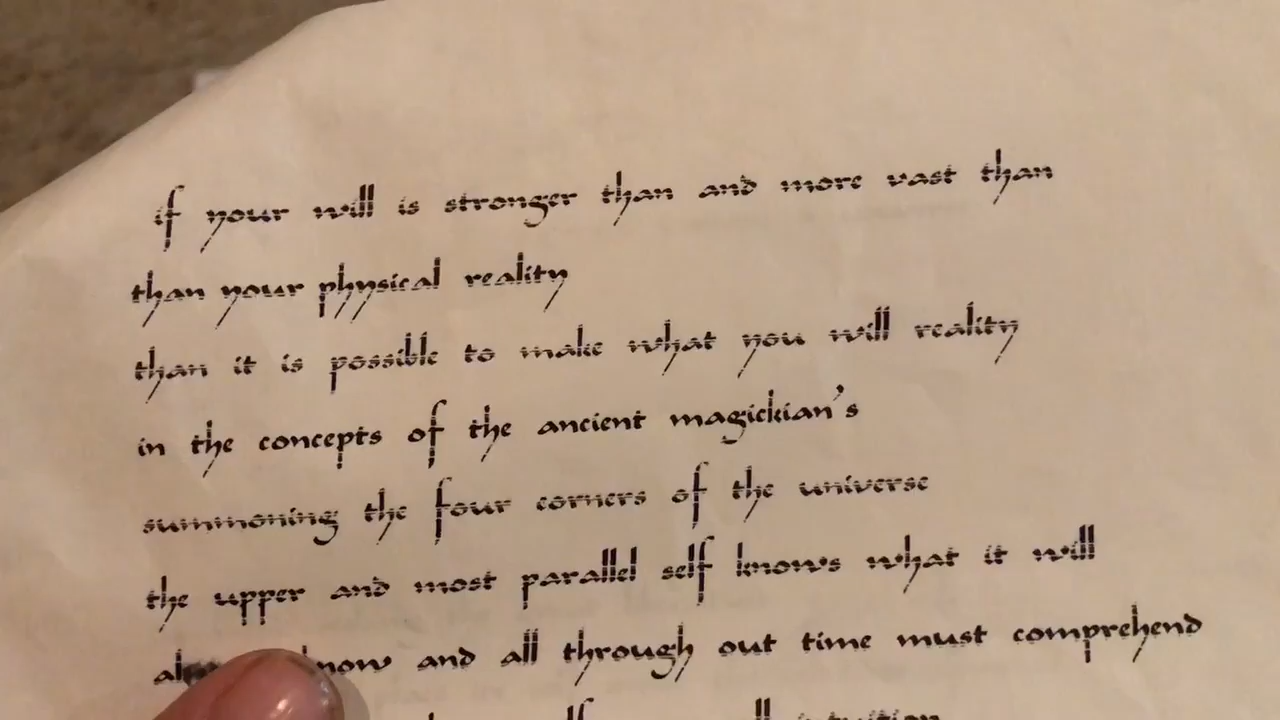 if your will is stronger than and more vast than
than your physical reality
than it is possible to make what you will reality
in the concepts of the ancient magickian's
summoning the four corners of the universe
the upper and most parallel self knows what it will
know and all through out time must comprehend
intuition